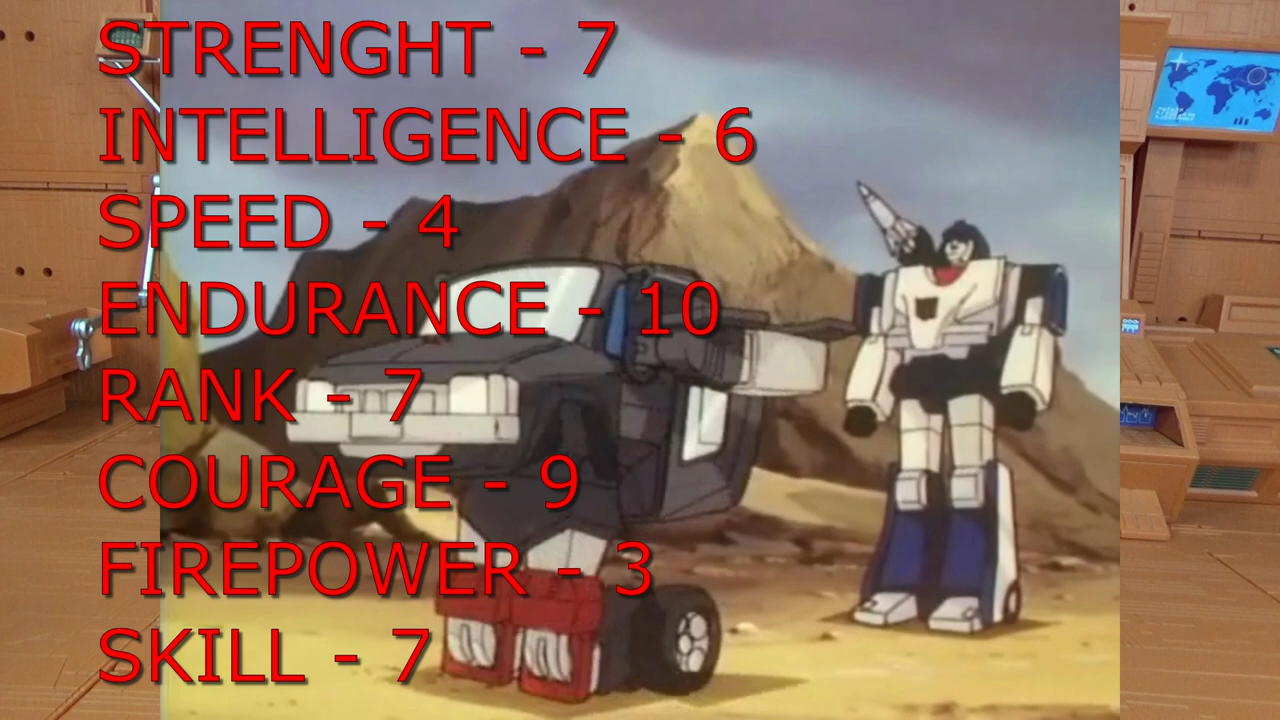 STRENGHT - 7
INTELLIGENCE - 6
SPEED - 4
ENDURANCE - 10
RANK - 7
COURAGE - 9
FIREPOWER - 3
SKILL - 7